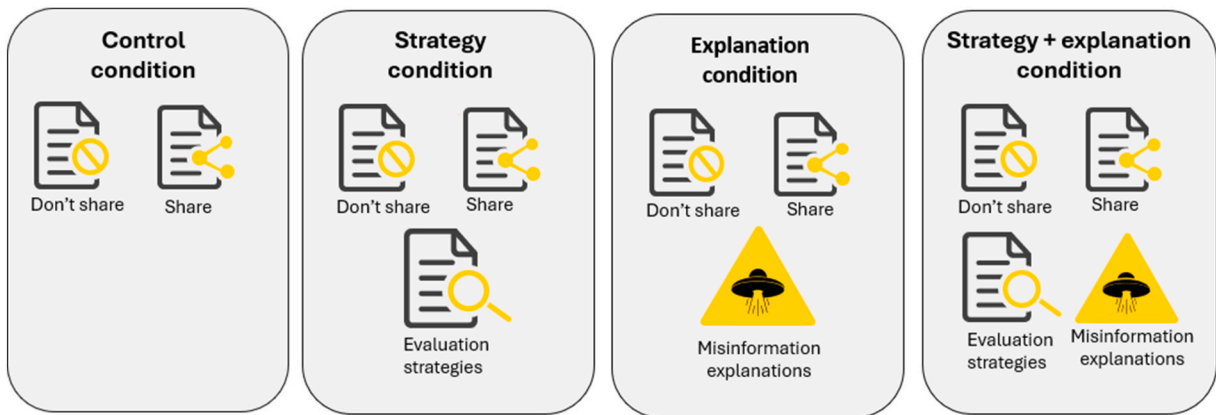 Control
condition
Don't share
Share
Strategy
condition
Don't share
Share
Evaluation
strategies
Explanation
condition
Don't share
Share
Misinformation
explanations
Strategy + explanation
condition
Don't share
Share
Evaluation
strategies
Misinformation
explanations